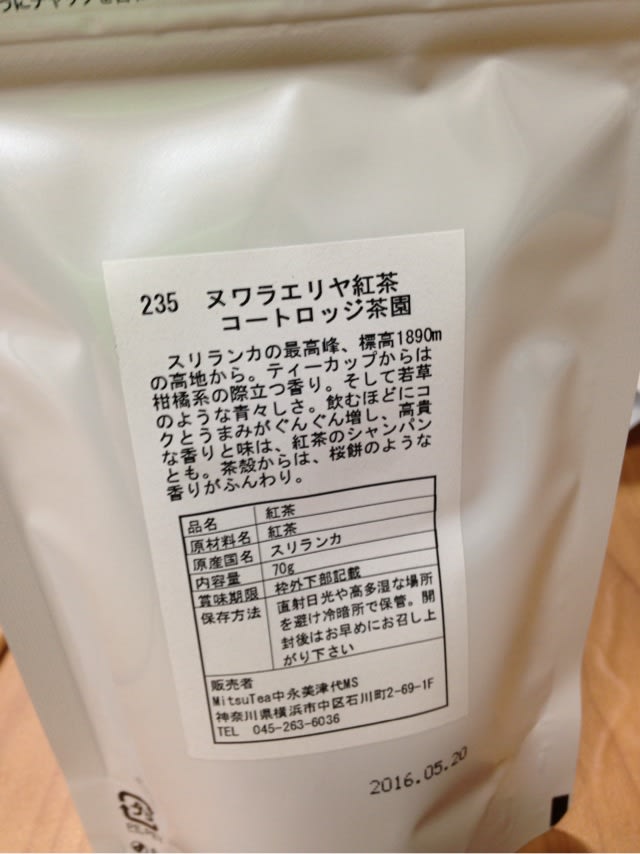 235 ヌワラエリヤ紅茶
コートロッジ茶園
スリランカの最高峰、標高1890m
の高地から。ティーカップからは
柑橘系の際立つ香り。そして若草
のような青々しさ。飲むほどにコ
クとうまみがぐんぐん増し、高貴
な香りと味は、紅茶のシャンパン
とも。茶殻からは、桜餅のような
香りがふんわり。
品名 紅茶
原材料名 紅茶
原産国名 スリランカ
内容量 70g
賞味期限 枠外下部記載
保存方法 直射日光や高多湿な場所
を避け冷暗所で保管。開
封後はお早めにお召し上
がり下さい
販売者
MitsuTea中永美津代MS
神奈川県横浜市中区石川町2-69-1F
TEL 045-263-6036
2016.05.20